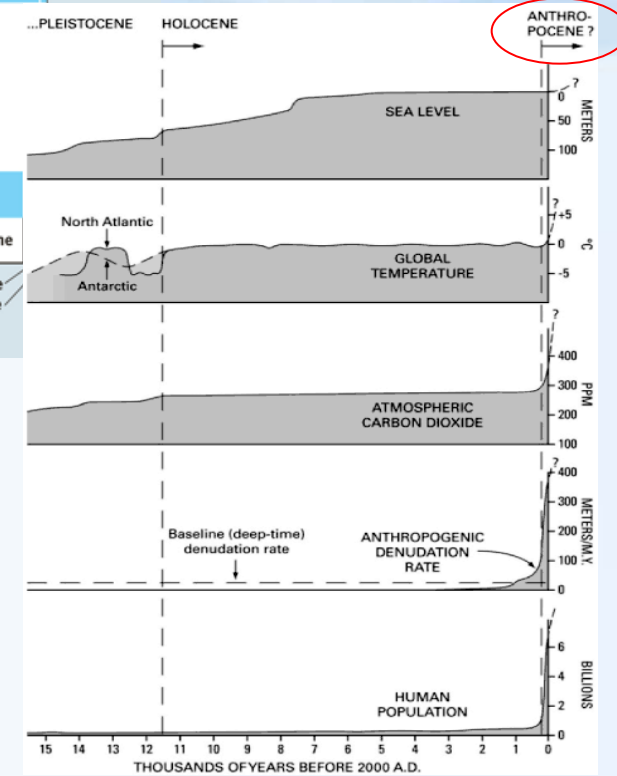 ...PLEISTOCENE
HOLOCENE
ANTHRO-
POCENE ?
?
0
50
100
METERS
SEA LEVEL
?
+5
0
-5
°C
North Atlantic
Antarctic
GLOBAL
TEMPERATURE
?
400
300
200
100
PPM
ATMOSPHERIC
CARBON DIOXIDE
?
400
300
200
100
0
METERS/M.Y.
Baseline (deep-time)
denudation rate
ANTHROPOGENIC
DENUDATION
RATE
6
4
2
0
BILLIONS
HUMAN
POPULATION
15 14 13 12 11 10 9 8 7 6 5 4 3 2 1 0
THOUSANDS OF YEARS BEFORE 2000 A.D.